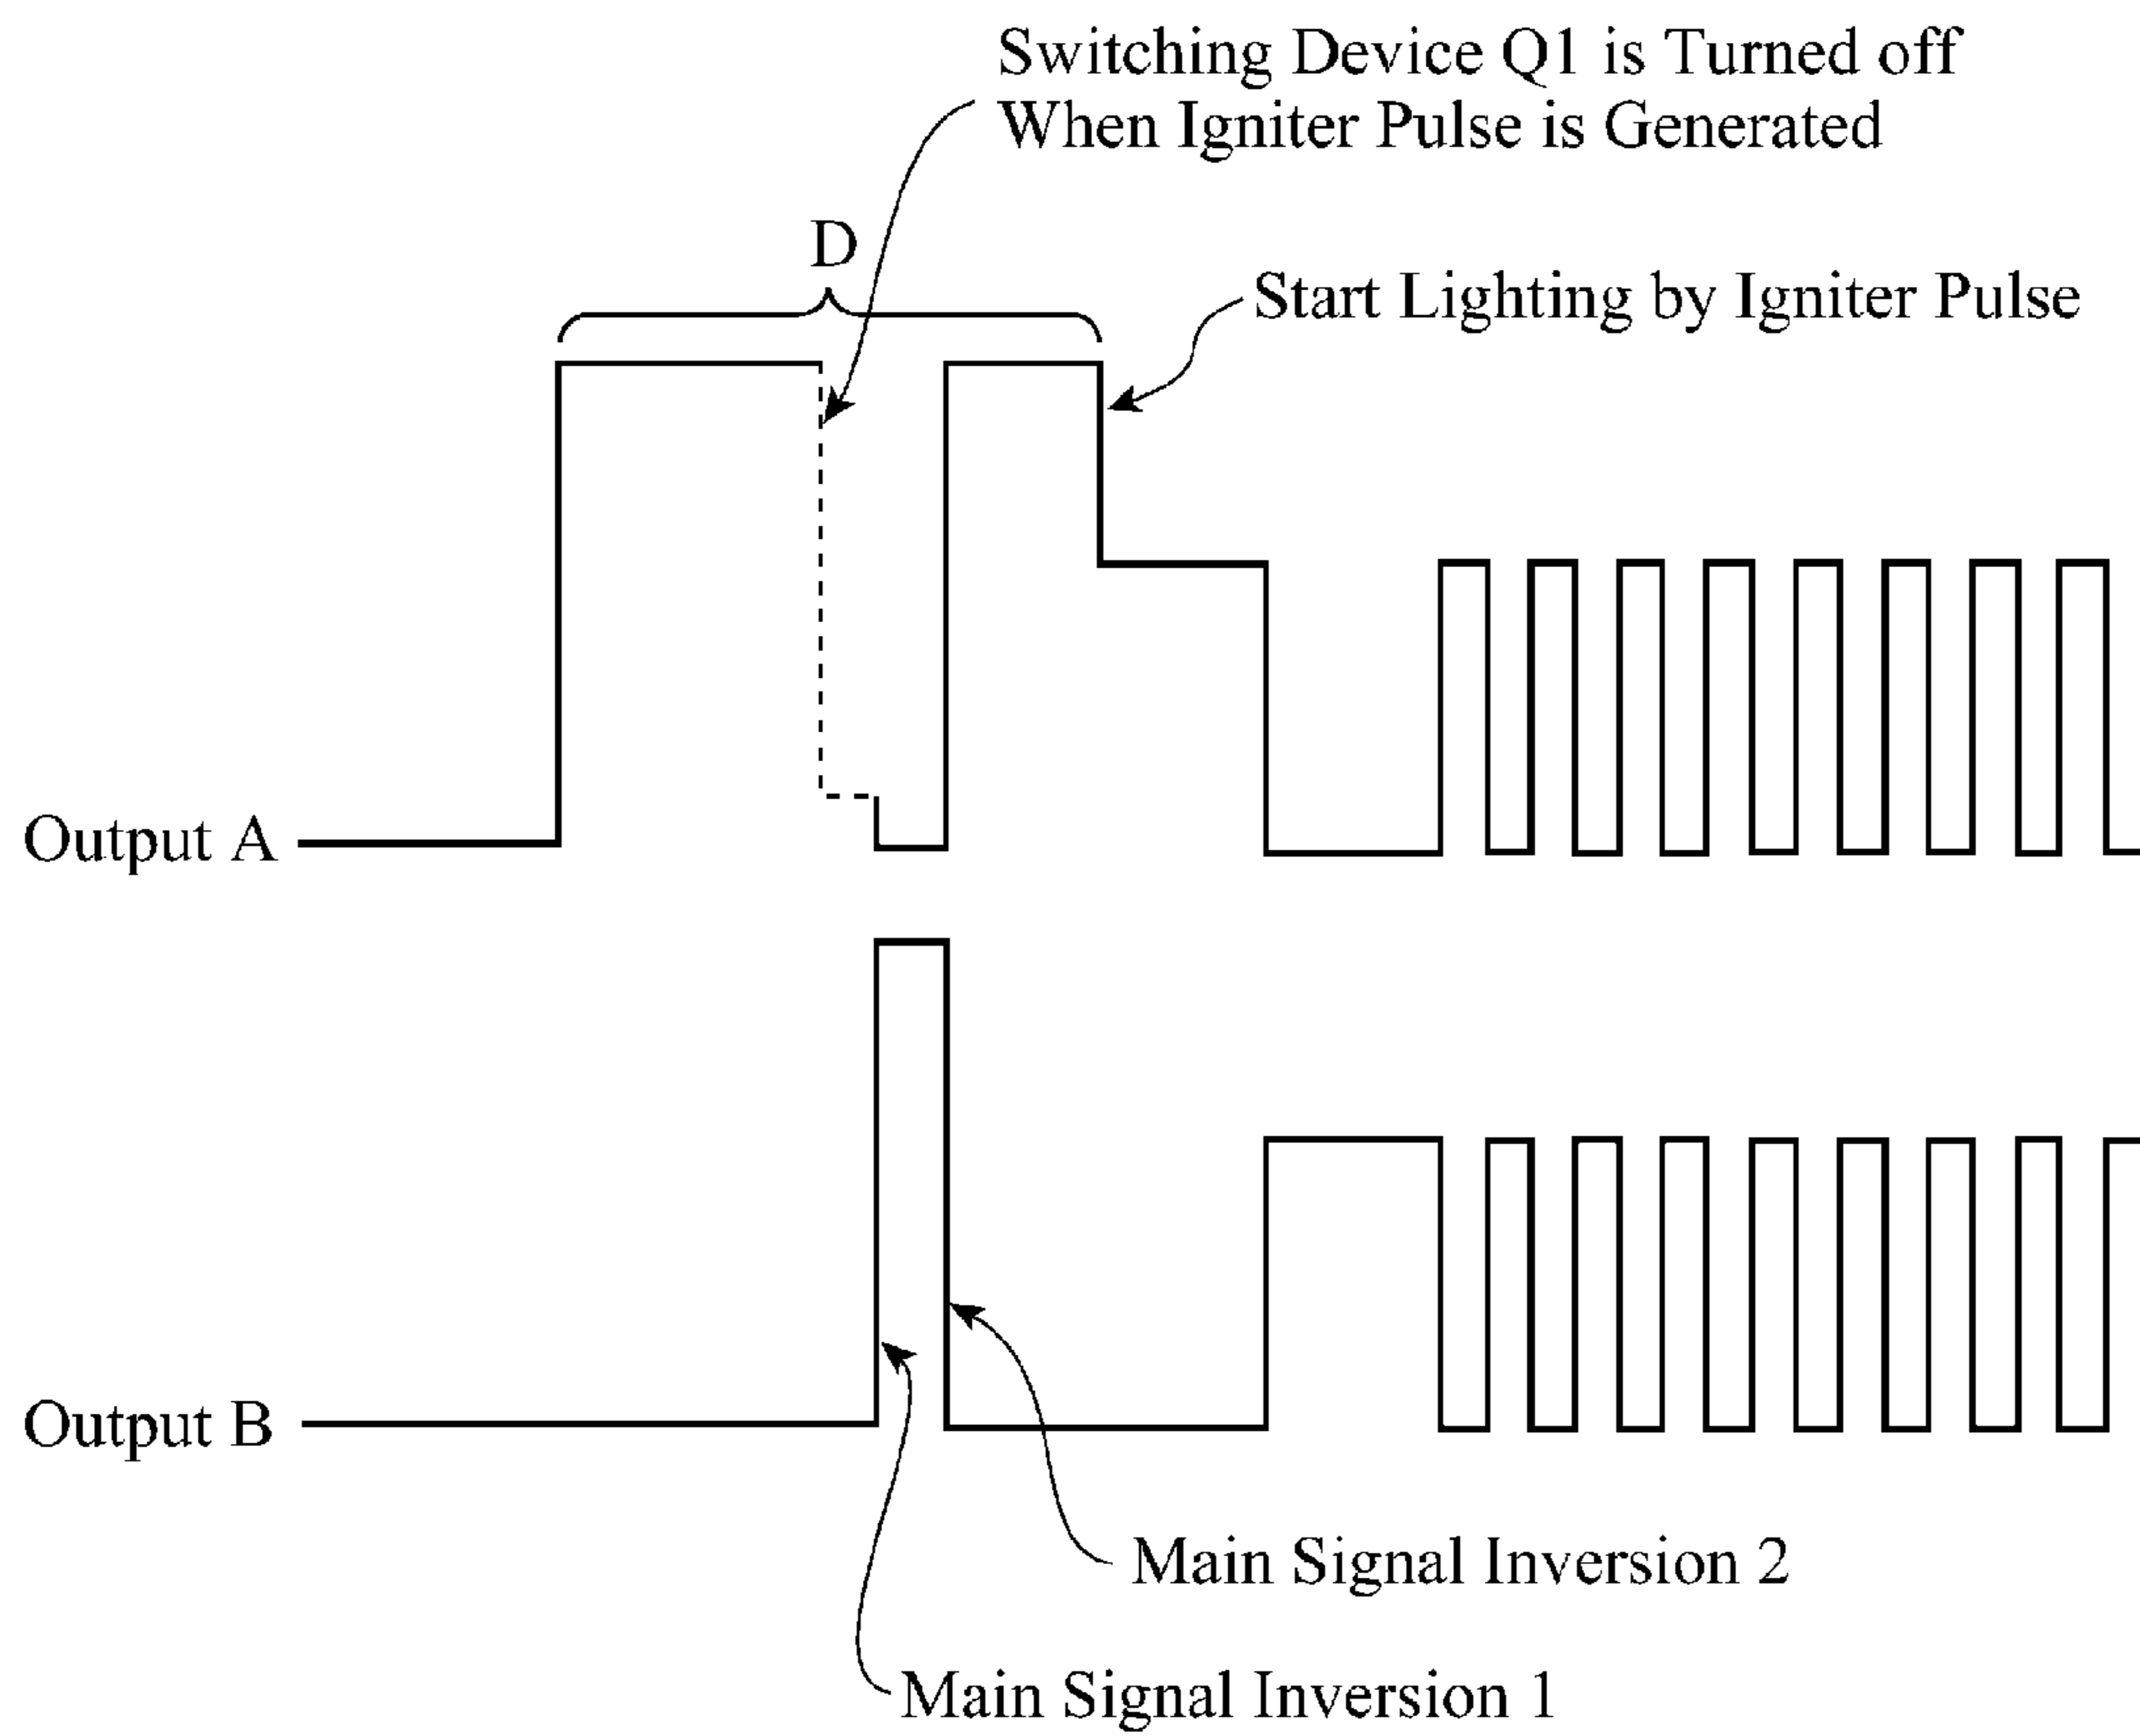 Switching Device Q1 is Turned off
When Igniter Pulse is Generated
D
Start Lighting by Igniter Pulse
Output A
Output B
Main Signal Inversion 2
Main Signal Inversion 1